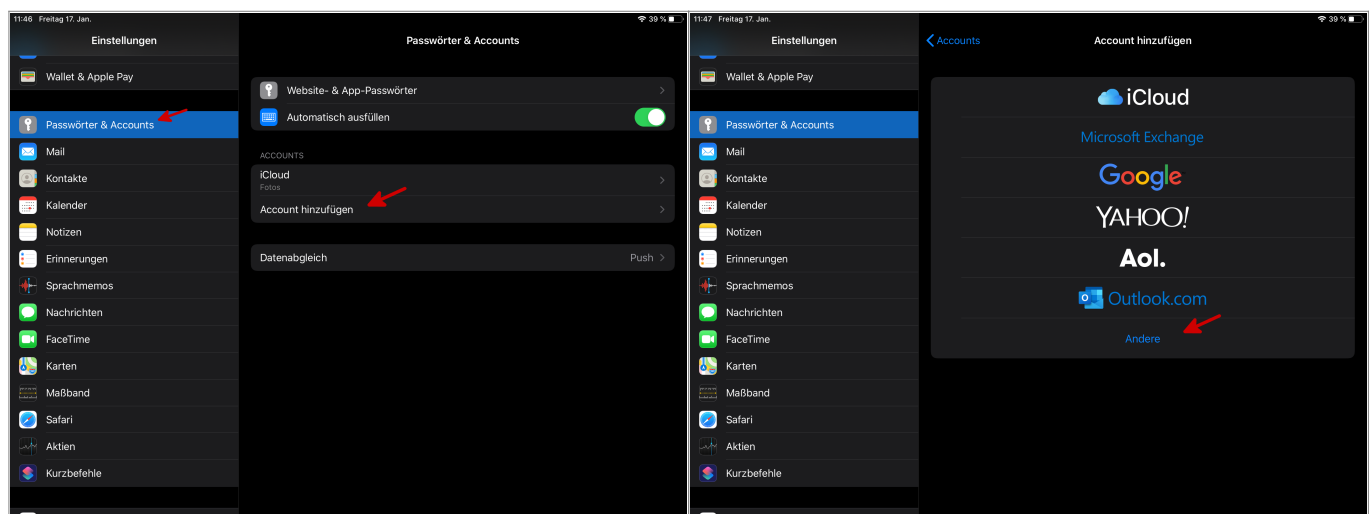 11:46 Freitag 17. Jan.
39 %
Einstellungen
Wallet & Apple Pay
Passwörter & Accounts
Mail
Kontakte
Kalender
Notizen
Erinnerungen
Sprachmemos
Nachrichten
FaceTime
Karten
Maßband
Safari
Aktien
Kurzbefehle
Passwörter & Accounts
Website- & App-Passwörter
Automatisch ausfüllen
ACCOUNTS
iCloud
Fotos
Account hinzufügen
Datenabgleich
Push
11:47 Freitag 17. Jan.
39 %
Einstellungen
Wallet & Apple Pay
Passwörter & Accounts
Mail
Kontakte
Kalender
Notizen
Erinnerungen
Sprachmemos
Nachrichten
FaceTime
Karten
Maßband
Safari
Aktien
Kurzbefehle
Accounts
Account hinzufügen
iCloud
Microsoft Exchange
Google
YAHOO!
Aol.
Outlook.com
Andere